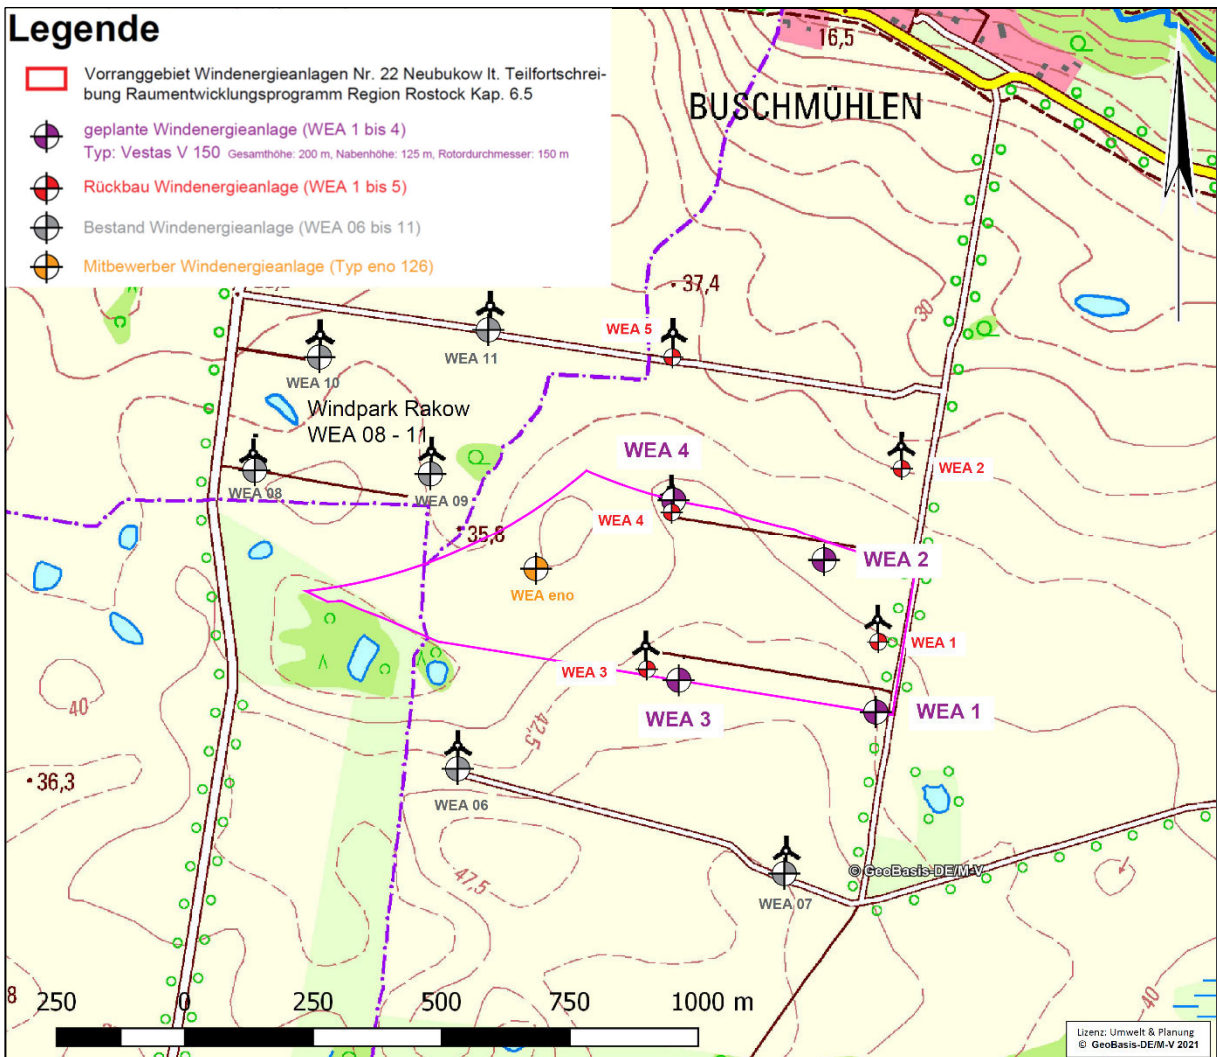 Legende
Vorranggebiet Windenergieanlagen Nr. 22 Neubukow lt. Teilfortschrei-
bung Raumentwicklungsprogramm Region Rostock Kap. 6.5
geplante Windenergieanlage (WEA 1 bis 4)
Typ: Vestas V 150 Gesamthöhe: 200 m, Nabenhöhe: 125 m, Rotordurchmesser: 150 m
Rückbau Windenergieanlage (WEA 1 bis 5)
Bestand Windenergieanlage (WEA 06 bis 11)
Mitbewerber Windenergieanlage (Typ eno 126)
16,5
BUSCHMÜHLEN
37,4
30
WEA 5
WEA 11
WEA 10
Windpark Rakow
WEA 08 - 11
WEA 4
WEA 2
WEA 08
WEA 09
WEA 4
35,8
WEA 2
WEA eno
WEA 1
WEA 3
40
WEA 3
WEA 1
42,5
36,3
WEA 06
47,5
© GeoBasis-DE/M-V
WEA 07
40
8
250 0 250 500 750 1000 m
Lizenz: Umwelt & Planung
© GeoBasis-DE/M-V 2021